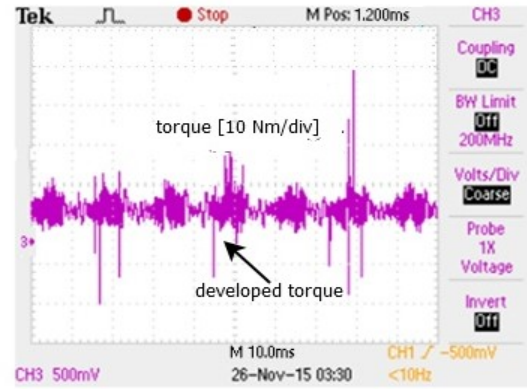 Tek Stop M Pos: 1.200ms CH3
Coupling
DC
BW Limit
Off
200MHz
torque [10 Nm/div]
Volts/Div
Coarse
Probe
1X
Voltage
3
developed torque
Invert
Off
M 10.0ms CH1 -500mV
CH3 500mV 26-Nov-15 03:30 <10Hz